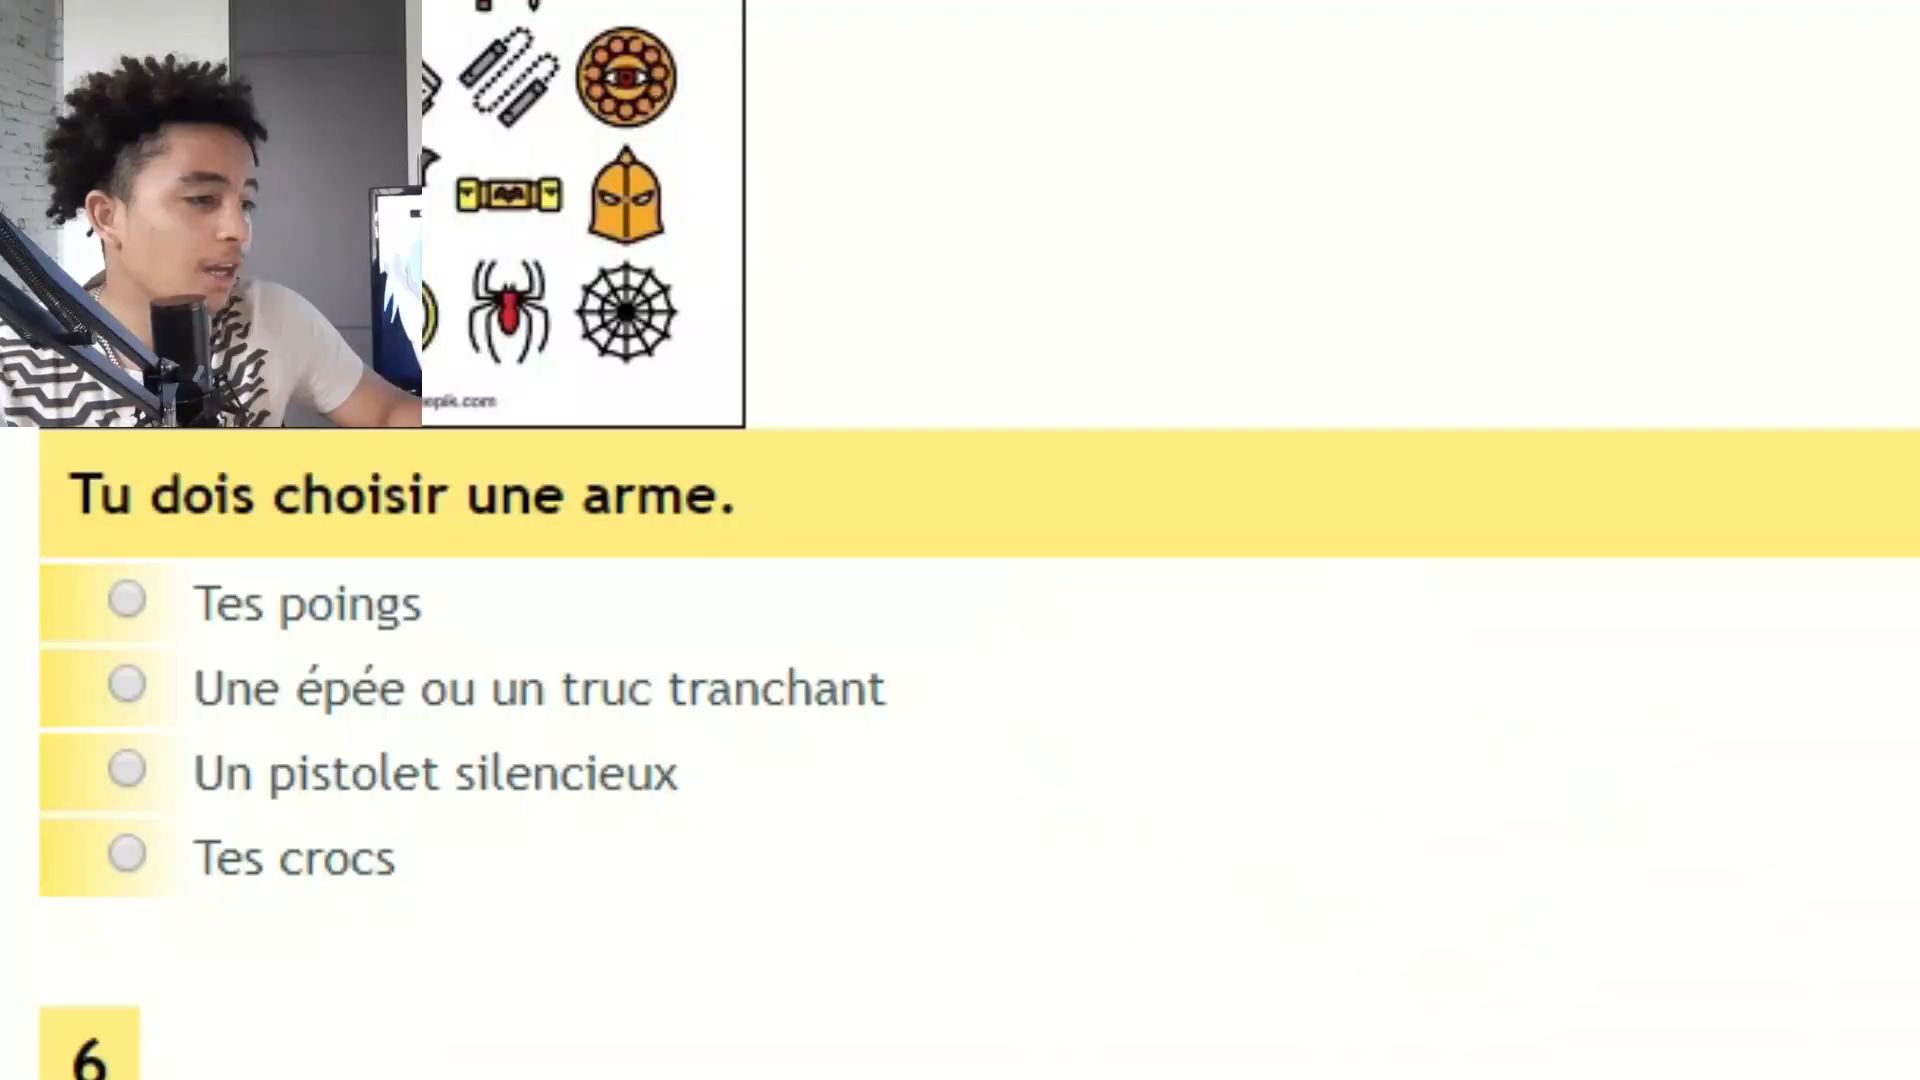 Tu dois choisir une arme.
Tes poings
Une épée ou un truc tranchant
Un pistolet silencieux
Tes crocs
6